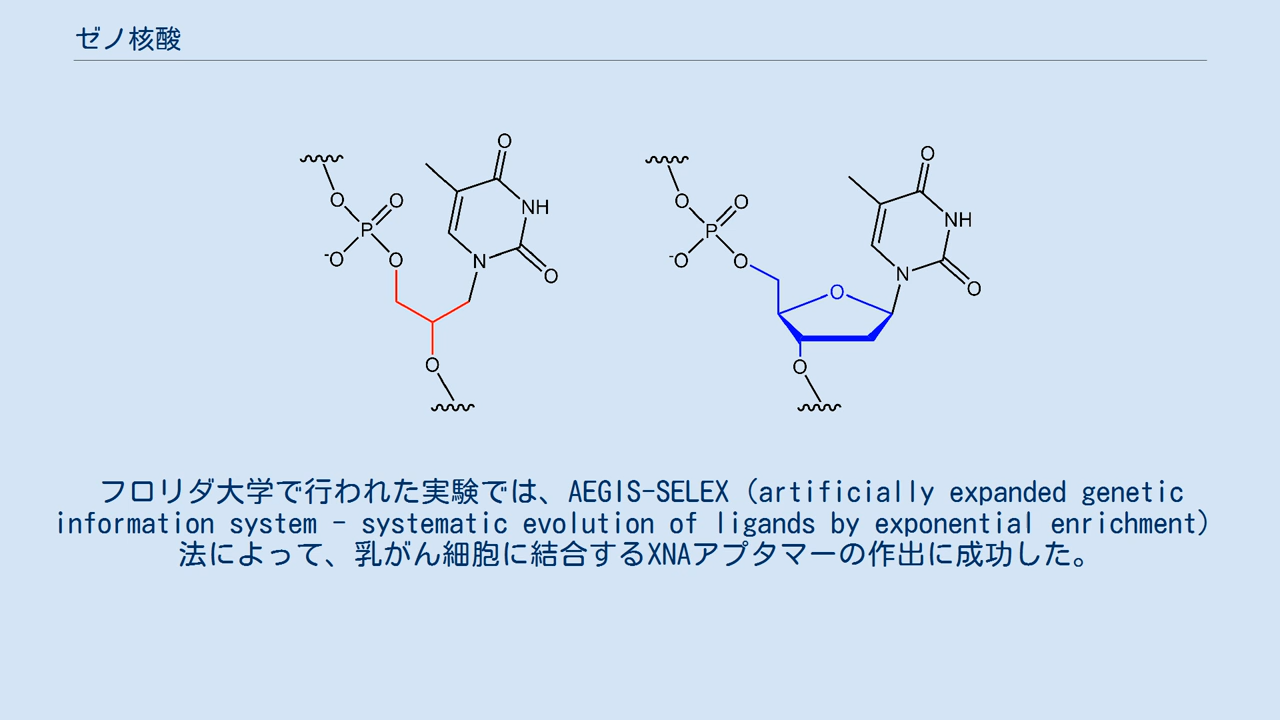 ゼノ核酸
O
O
O
O
P
NH
-O
O
N
O
O
O
O
O
P
NH
-O
O
N
O
O
O
フロリダ大学で行われた実験では、AEGIS-SELEX (artificially expanded genetic
information system - systematic evolution of ligands by exponential enrichment)
法によって、乳がん細胞に結合するXNAアプタマーの作出に成功した。